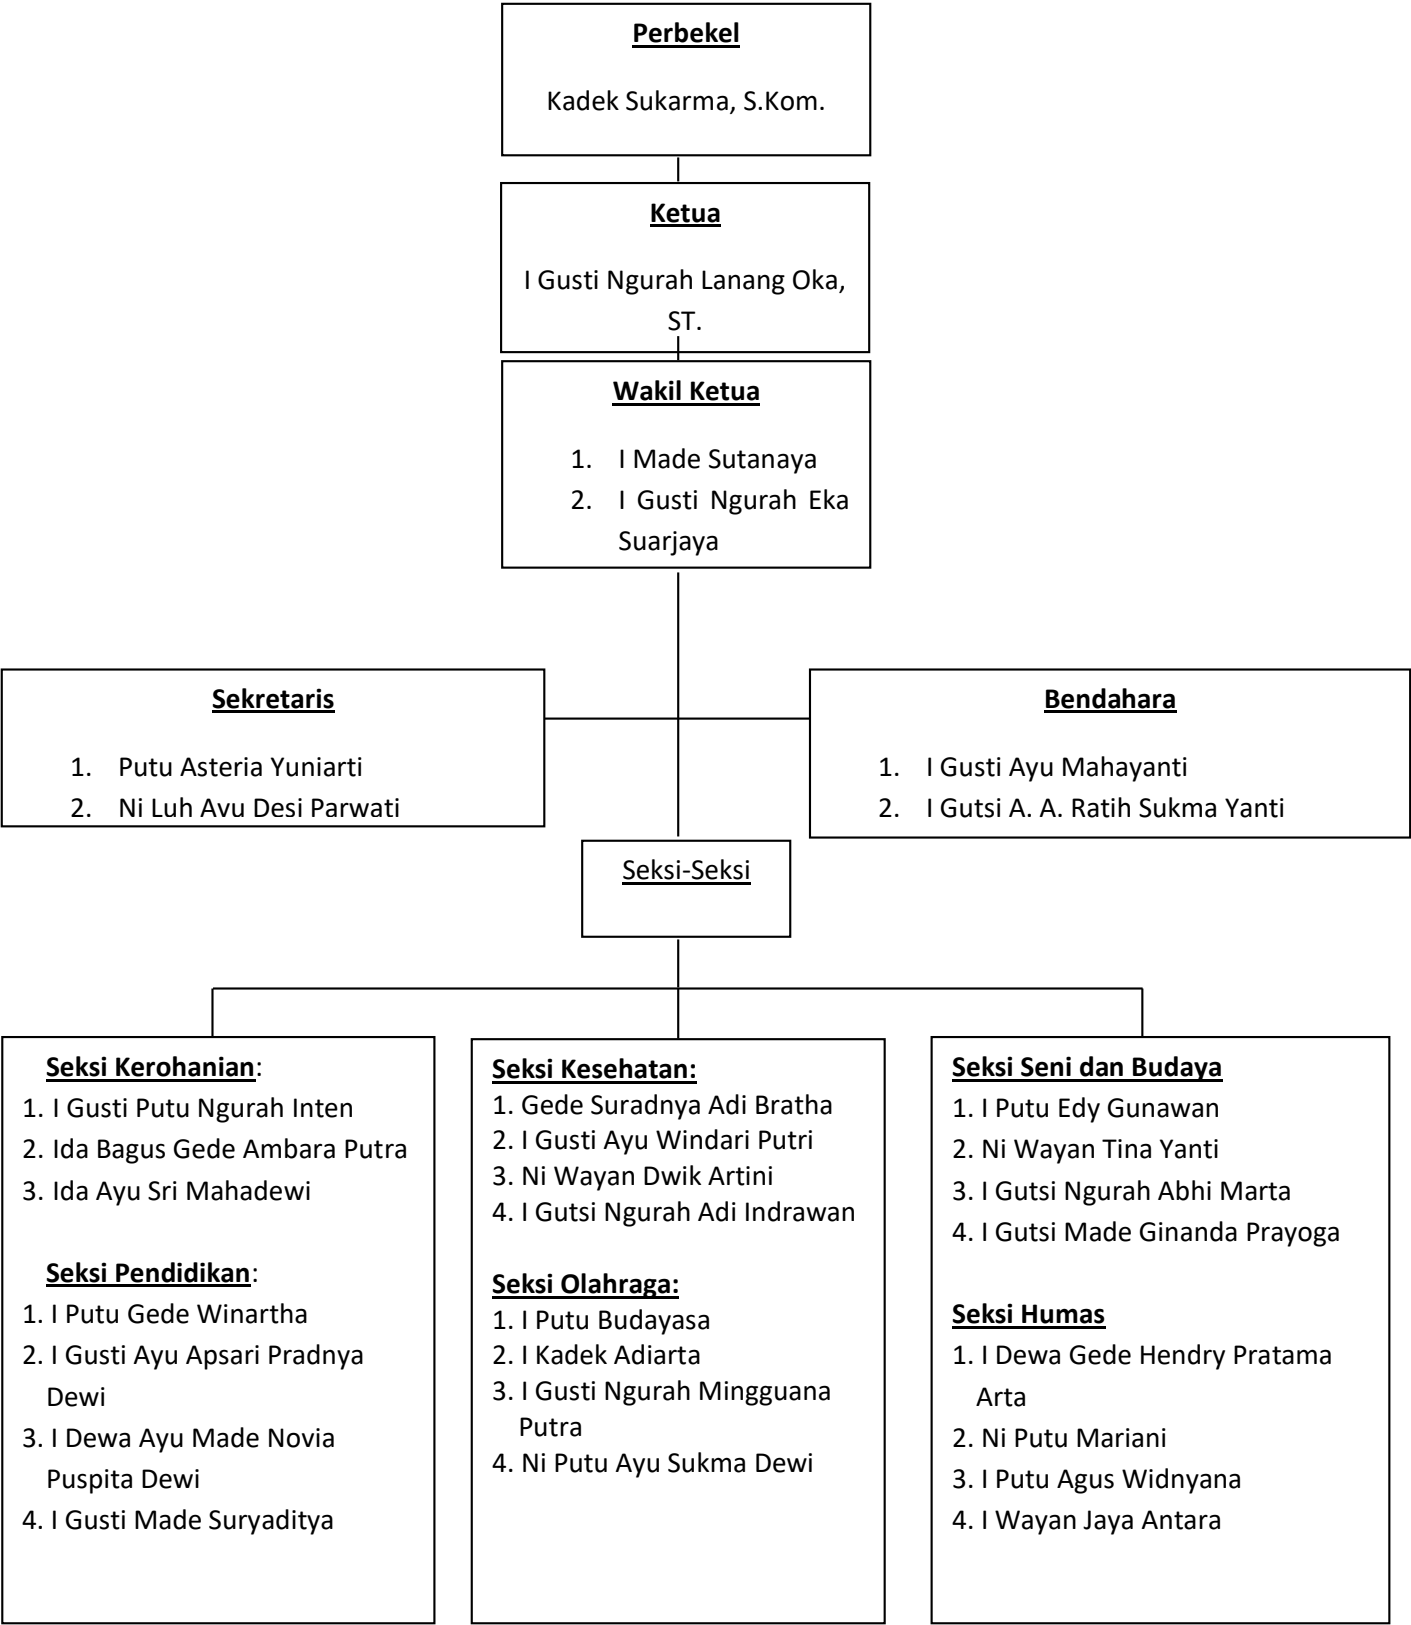 Perbekel
Kadek Sukarma, S.Kom.
Ketua
I Gusti Ngurah Lanang Oka,
ST.
Wakil Ketua
1. I Made Sutanaya
2. I Gusti Ngurah Eka
Suarjaya
Sekretaris
1. Putu Asteria Yuniarti
2. Ni Luh Ayu Desi Parwati
Bendahara
1. I Gusti Ayu Mahayanti
2. I Gutsi A. A. Ratih Sukma Yanti
Seksi-Seksi
Seksi Kerohanian:
1. I Gusti Putu Ngurah Inten
2. Ida Bagus Gede Ambara Putra
3. Ida Ayu Sri Mahadewi
Seksi Pendidikan:
1. I Putu Gede Winartha
2. I Gusti Ayu Apsari Pradnya
Dewi
3. I Dewa Ayu Made Novia
Puspita Dewi
4. I Gusti Made Suryaditya
Seksi Kesehatan:
1. Gede Suradnya Adi Bratha
2. I Gusti Ayu Windari Putri
3. Ni Wayan Dwik Artini
4. I Gutsi Ngurah Adi Indrawan
Seksi Olahraga:
1. I Putu Budayasa
2. I Kadek Adiarta
3. I Gusti Ngurah Mingguana
Putra
4. Ni Putu Ayu Sukma Dewi
Seksi Seni dan Budaya
1. I Putu Edy Gunawan
2. Ni Wayan Tina Yanti
3. I Gutsi Ngurah Abhi Marta
4. I Gutsi Made Ginanda Prayoga
Seksi Humas
1. I Dewa Gede Hendry Pratama
Arta
2. Ni Putu Mariani
3. I Putu Agus Widnyana
4. I Wayan Jaya Antara